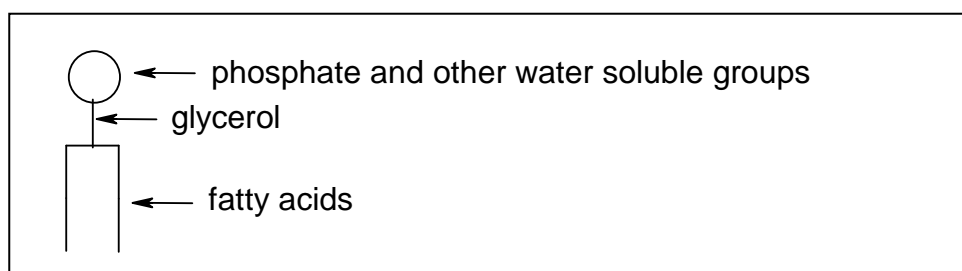 phosphate and other water soluble groups
glycerol
fatty acids